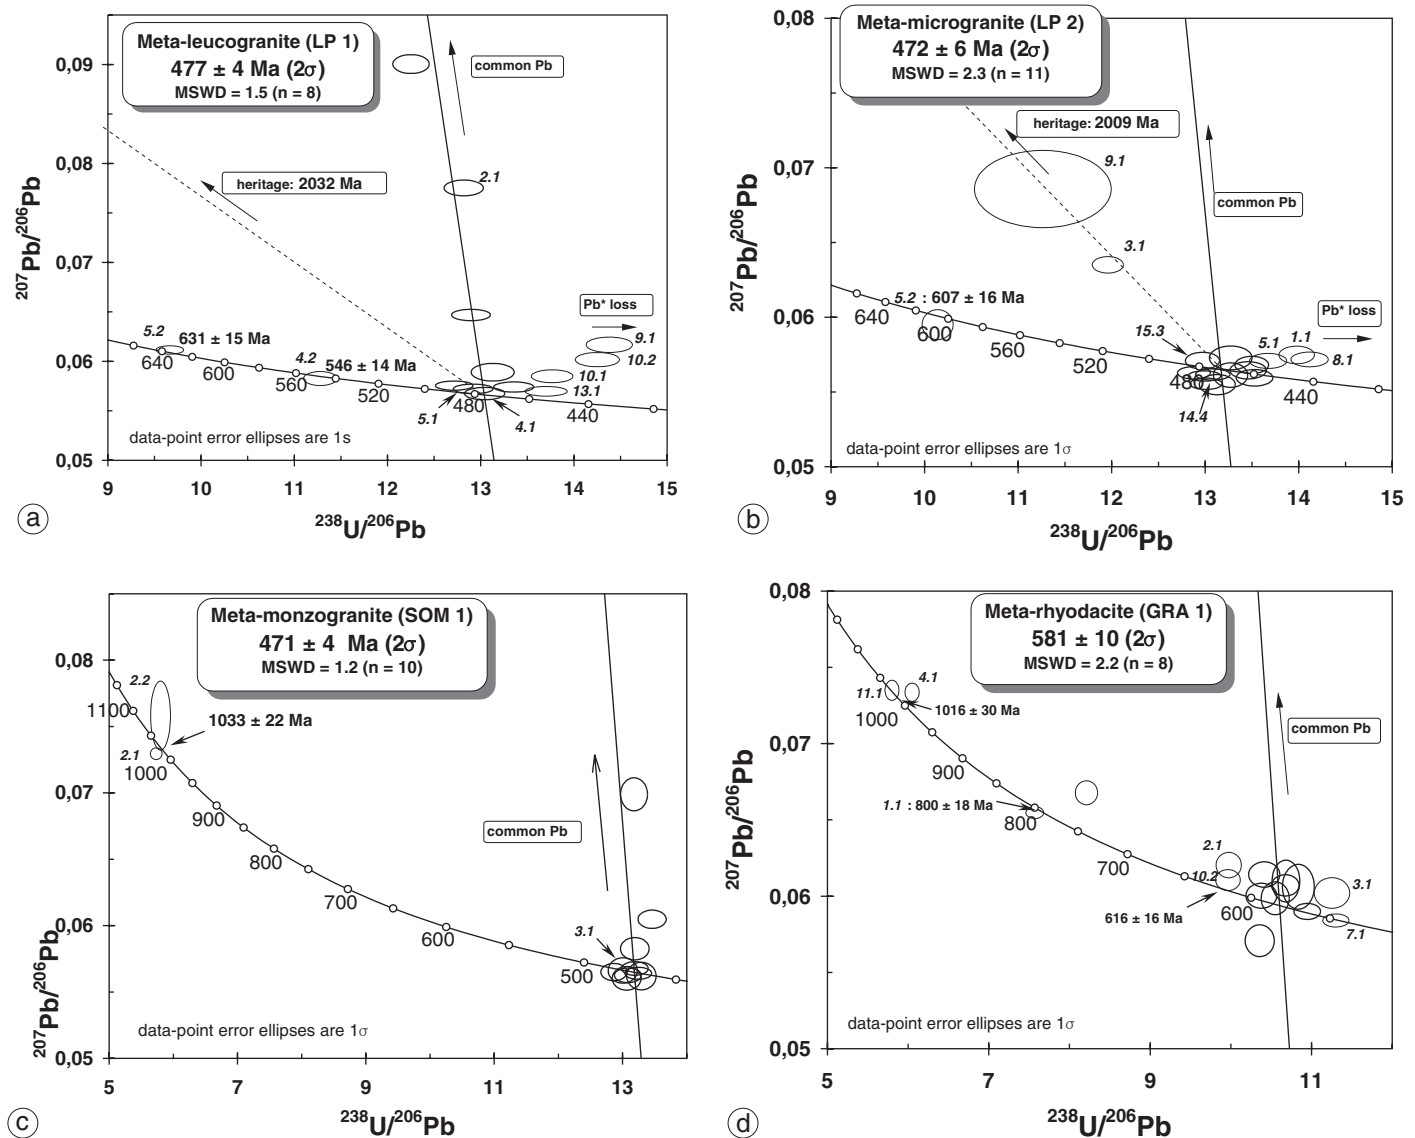 Meta-leucogranite (LP 1)
477 ± 4 Ma (2σ)
MSWD = 1.5 (n = 8)
common Pb
heritage: 2032 Ma
2.1
Pb* loss
9.1
10.2
10.1
13.1
5.2
631 ± 15 Ma
4.2
546 ± 14 Ma
5.1
4.1
640
600
560
520
480
440
data-point error ellipses are 1s
0,09
0,08
0,07
0,06
0,05
9
10
11
12
13
14
15
207Pb/206Pb
238U/206Pb
a
Meta-microgranite (LP 2)
472 ± 6 Ma (2σ)
MSWD = 2.3 (n = 11)
heritage: 2009 Ma
9.1
common Pb
3.1
5.2 : 607 ± 16 Ma
Pb* loss
15.3
5.1
1.1
8.1
14.4
640
600
560
520
480
440
data-point error ellipses are 1σ
0,08
0,07
0,06
0,05
9
10
11
12
13
14
15
207Pb/206Pb
238U/206Pb
b
Meta-monzogranite (SOM 1)
471 ± 4 Ma (2σ)
MSWD = 1.2 (n = 10)
2.2
1100
1033 ± 22 Ma
2.1
1000
900
800
700
600
500
common Pb
3.1
data-point error ellipses are 1σ
0,08
0,07
0,06
0,05
5
7
9
11
13
207Pb/206Pb
238U/206Pb
c
Meta-rhyodacite (GRA 1)
581 ± 10 (2σ)
MSWD = 2.2 (n = 8)
4.1
11.1
1016 ± 30 Ma
1000
common Pb
900
1.1 : 800 ± 18 Ma
800
2.1
700
10.2
3.1
616 ± 16 Ma
600
7.1
data-point error ellipses are 1σ
0,08
0,07
0,06
0,05
5
7
9
11
207Pb/206Pb
238U/206Pb
d